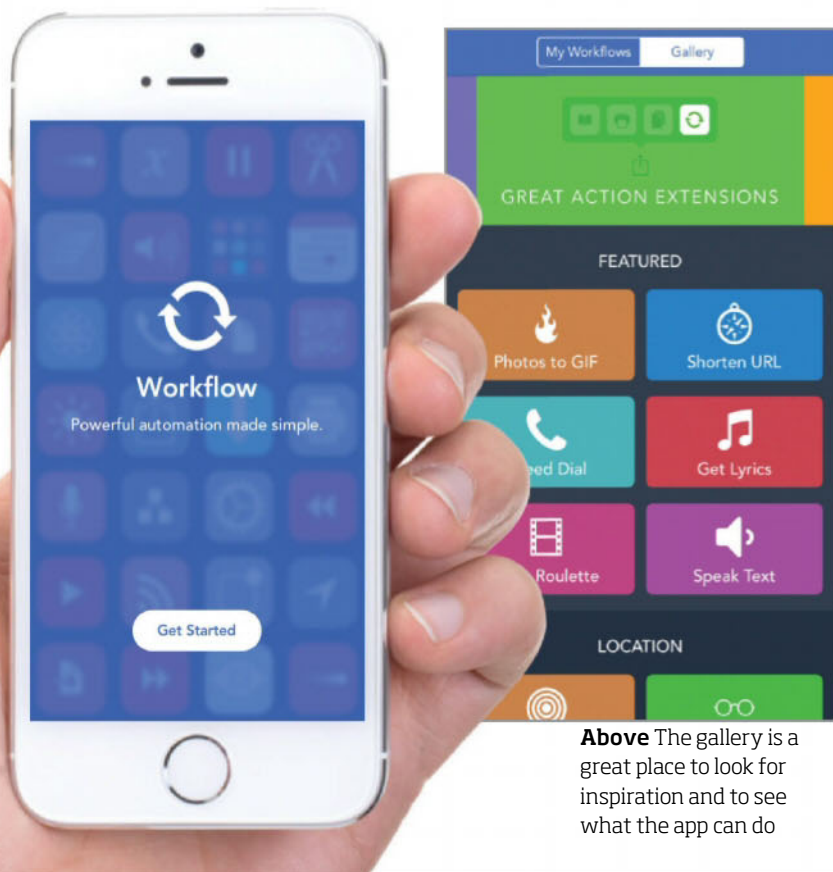 Workflow
Powerful automation made simple.
Get Started
My Workflows Gallery
GREAT ACTION EXTENSIONS
FEATURED
Photos to GIF Shorten URL
Dial Get Lyrics
Roulette Speak Text
LOCATION
Above The gallery is a
great place to look for
inspiration and to see
what the app can do